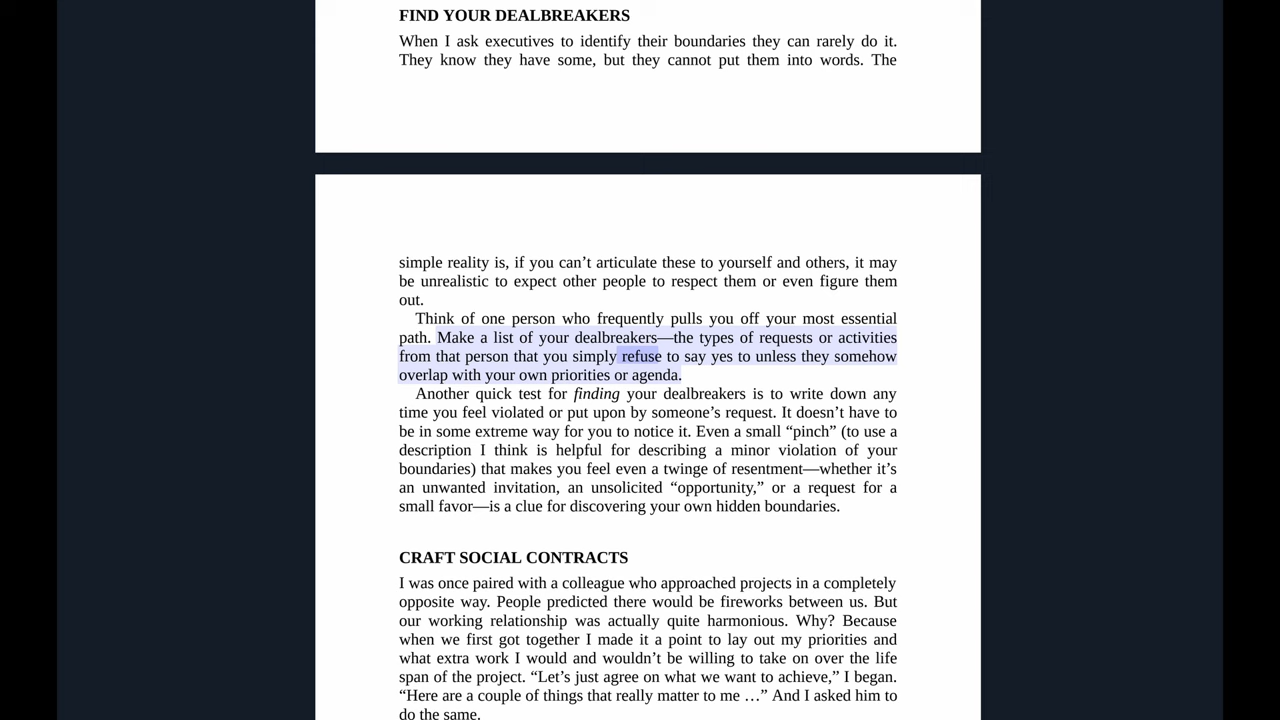 FIND YOUR DEALBREAKERS
When I ask executives to identify their boundaries they can rarely do it.
They know they have some, but they cannot put them into words. The
simple reality is, if you can’t articulate these to yourself and others, it may
be unrealistic to expect other people to respect them or even figure them
out.
Think of one person who frequently pulls you off your most essential
path. Make a list of your dealbreakers—the types of requests or activities
from that person that you simply refuse to say yes to unless they somehow
overlap with your own priorities or agenda.
Another quick test for finding your dealbreakers is to write down any
time you feel violated or put upon by someone’s request. It doesn’t have to
be in some extreme way for you to notice it. Even a small “pinch” (to use a
description I think is helpful for describing a minor violation of your
boundaries) that makes you feel even a twinge of resentment—whether it’s
an unwanted invitation, an unsolicited “opportunity,” or a request for a
small favor—is a clue for discovering your own hidden boundaries.
CRAFT SOCIAL CONTRACTS
I was once paired with a colleague who approached projects in a completely
opposite way. People predicted there would be fireworks between us. But
our working relationship was actually quite harmonious. Why? Because
when we first got together I made it a point to lay out my priorities and
what extra work I would and wouldn’t be willing to take on over the life
span of the project. “Let’s just agree on what we want to achieve,” I began.
“Here are a couple of things that really matter to me …” And I asked him to
do the same.